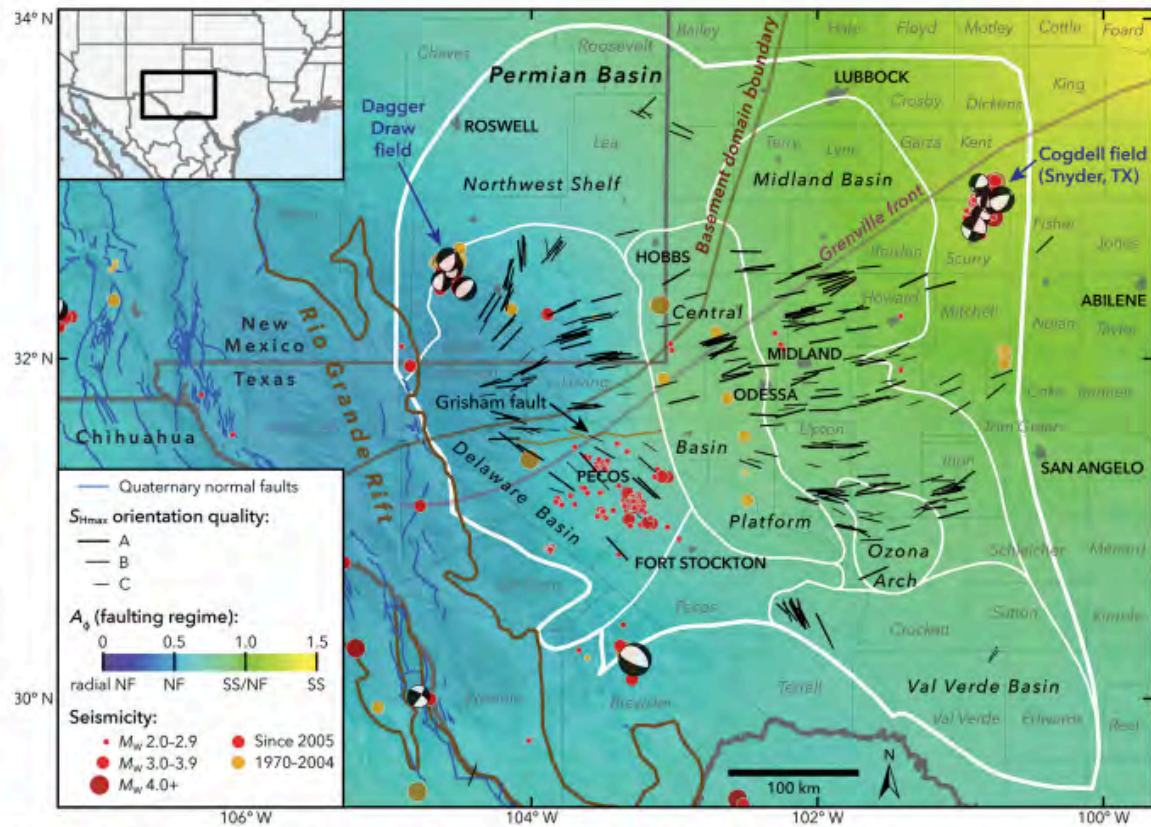 34° N
32° N
30° N
106° W
104° W
102° W
100° W
Chaves
Roosevelt
Bailey
Hale
Floyd
Motley
Cottle
Foard
Permian Basin
LUBBOCK
King
Crosby
Dickens
Dagger
Draw
field
ROSWELL
Lea
Basement domain boundary
Terry
Lynn
Garza
Kent
Cogdell field
(Snyder, TX)
Northwest Shelf
Midland Basin
Grenville front
Fisher
Jones
HOBBS
Scurry
Howard
Mitchell
ABILENE
Nolan
Taylor
Central
New
Mexico
Texas
Rio Grande Rift
MIDLAND
Loving
ODESSA
Coke
Runnels
Grisham fault
Upton
Tom Green
Chihuahua
Basin
Irion
SAN ANGELO
PECOS
Delaware Basin
Platform
Ozona
Arch
Schleicher
Menard
FORT STOCKTON
Pecos
Sutton
Kimble
Crockett
Val Verde Basin
Terrell
Brewster
Val Verde
Edwards
Real
100 km
N
Quaternary normal faults
SHmax orientation quality:
A
B
C
Aϕ (faulting regime):
0 0.5 1.0 1.5
radial NF NF SS/NF SS
Seismicity:
Mw 2.0-2.9 Since 2005
Mw 3.0-3.9 1970-2004
Mw 4.0+